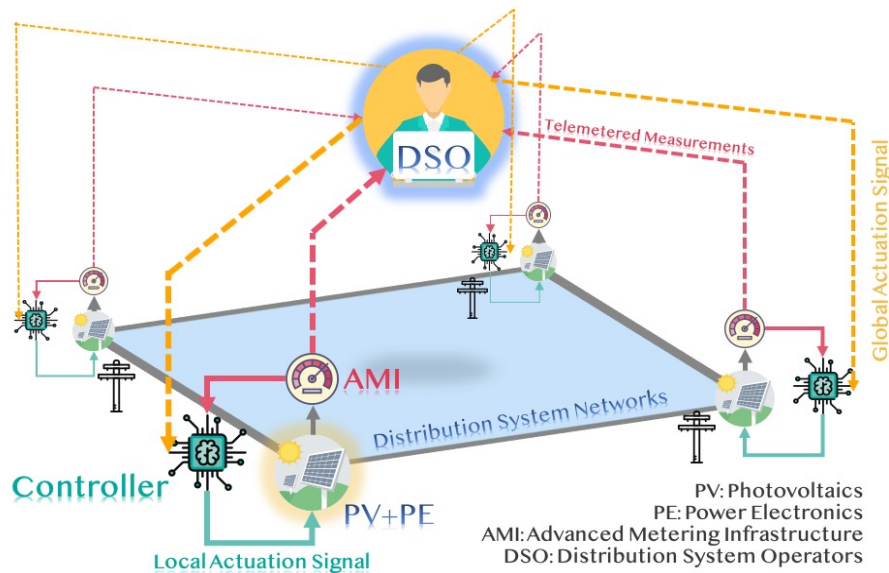 DSO
Telemetered Measurements
Global Actuation Signal
AMI
Distribution System Networks
Controller
PV+PE
Local Actuation Signal
PV: Photovoltaics
PE: Power Electronics
AMI: Advanced Metering Infrastructure
DSO: Distribution System Operators